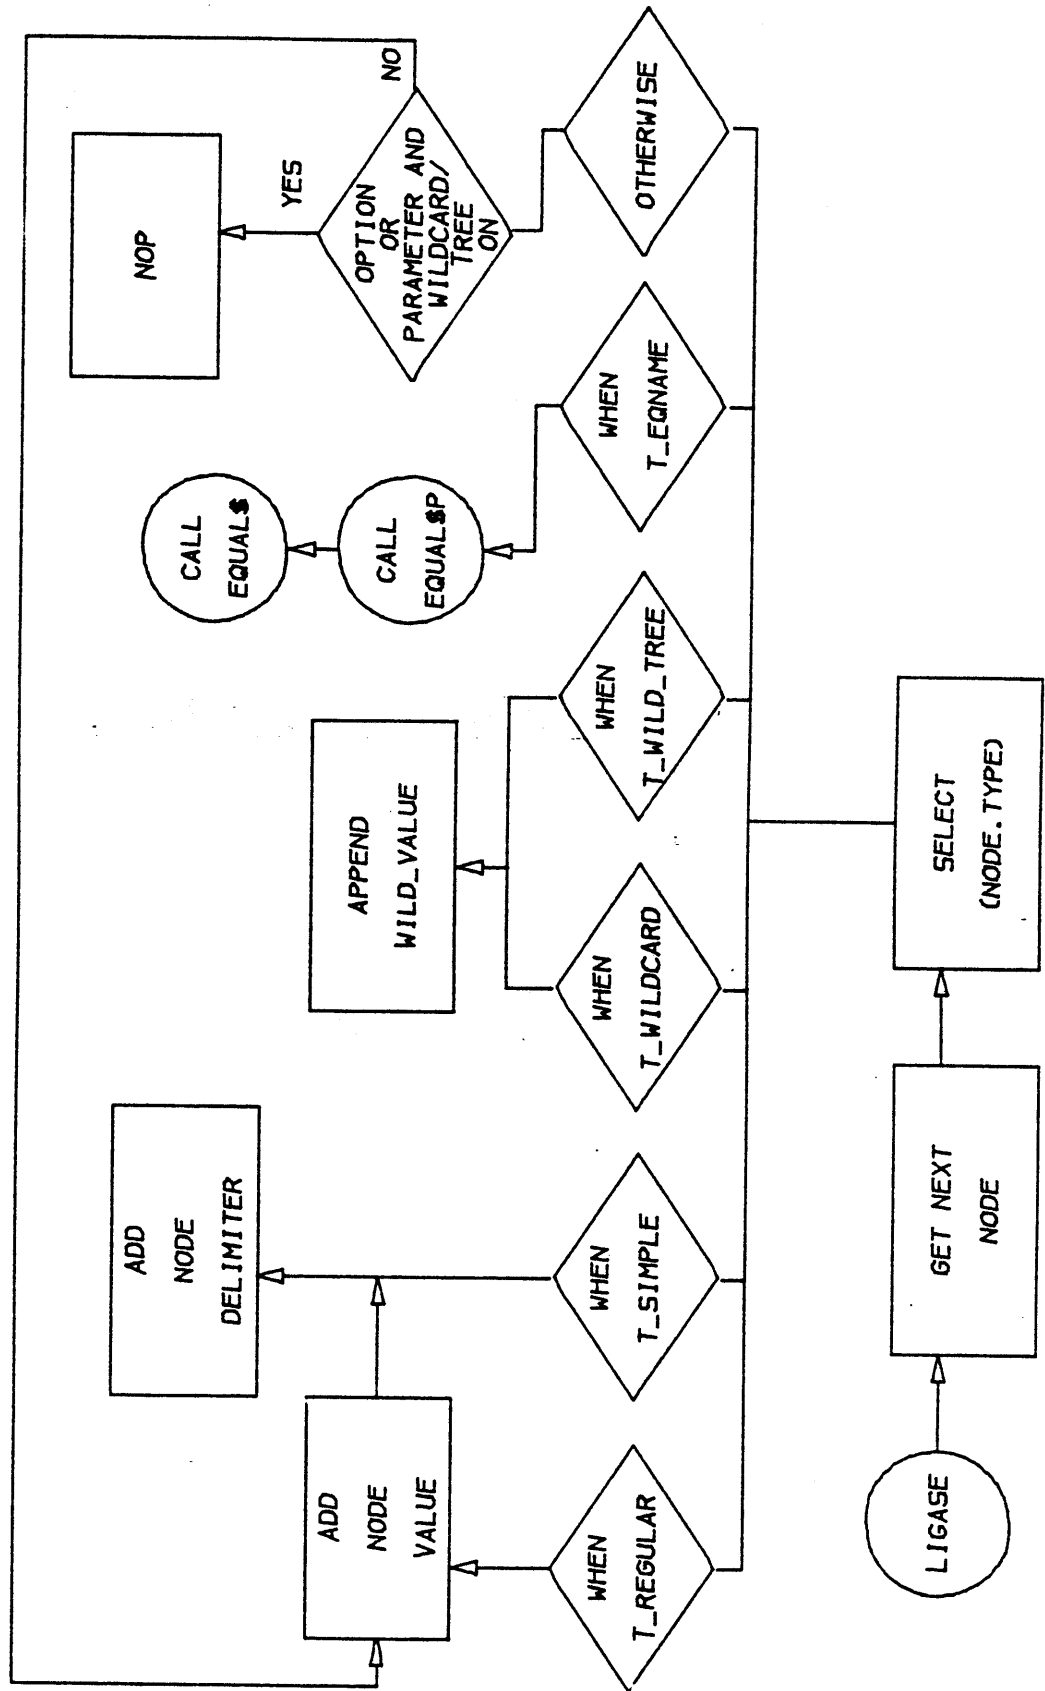 ADD
NODE
DELIMITER
CALL
EQUAL$
NOP
YES
ADD
NODE
VALUE
APPEND
WILD_VALUE
CALL
EQUAL$P
OPTION
OR
PARAMETER AND
WILDCARD/
TREE
ON
NO
WHEN
T_REGULAR
WHEN
T_SIMPLE
WHEN
T_WILDCARD
WHEN
T_WILD_TREE
WHEN
T_EQNAME
OTHERWISE
LIGASE
GET NEXT
NODE
SELECT
(NODE.TYPE)